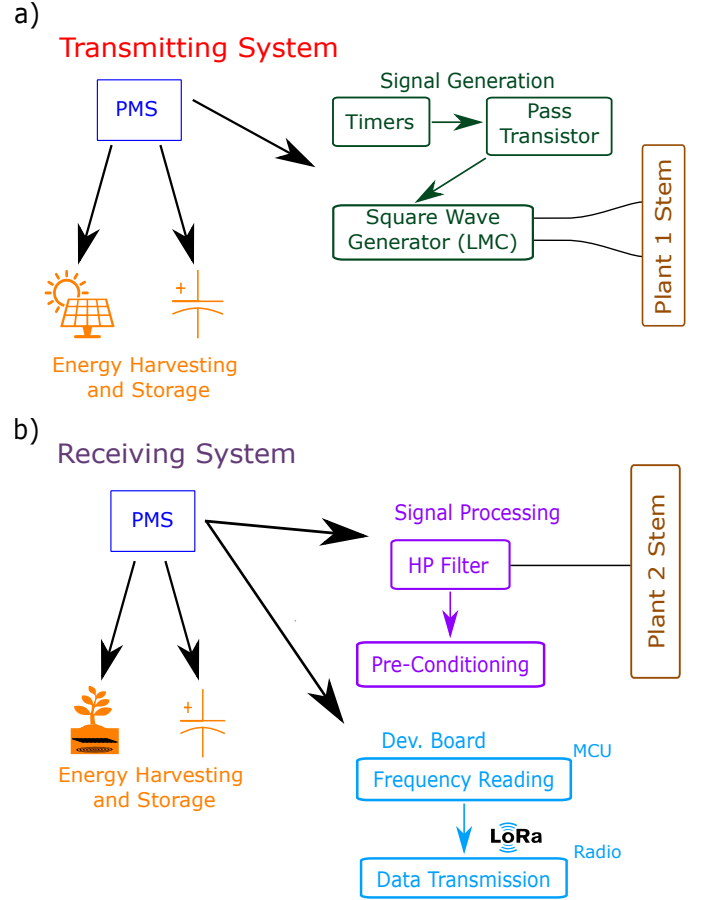 a)
Transmitting System
PMS
Signal Generation
Timers
Pass
Transistor
Square Wave
Generator (LMC)
Plant 1 Stem
+
Energy Harvesting
and Storage
b)
Receiving System
PMS
Signal Processing
HP Filter
Plant 2 Stem
Pre-Conditioning
+
Energy Harvesting
and Storage
Dev. Board
MCU
Frequency Reading
LoRa
Radio
Data Transmission